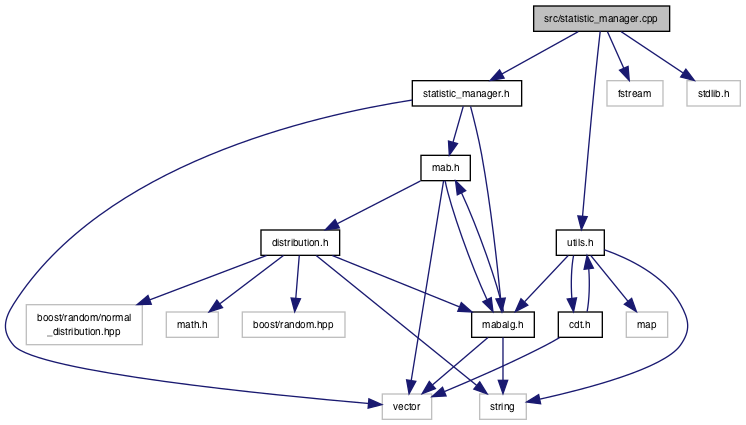 src/statistic_manager.cpp
statistic_manager.h
fstream
stdlib.h
mab.h
distribution.h
utils.h
boost/random/normal
_distribution.hpp
math.h
boost/random.hpp
mabalg.h
cdt.h
map
vector
string